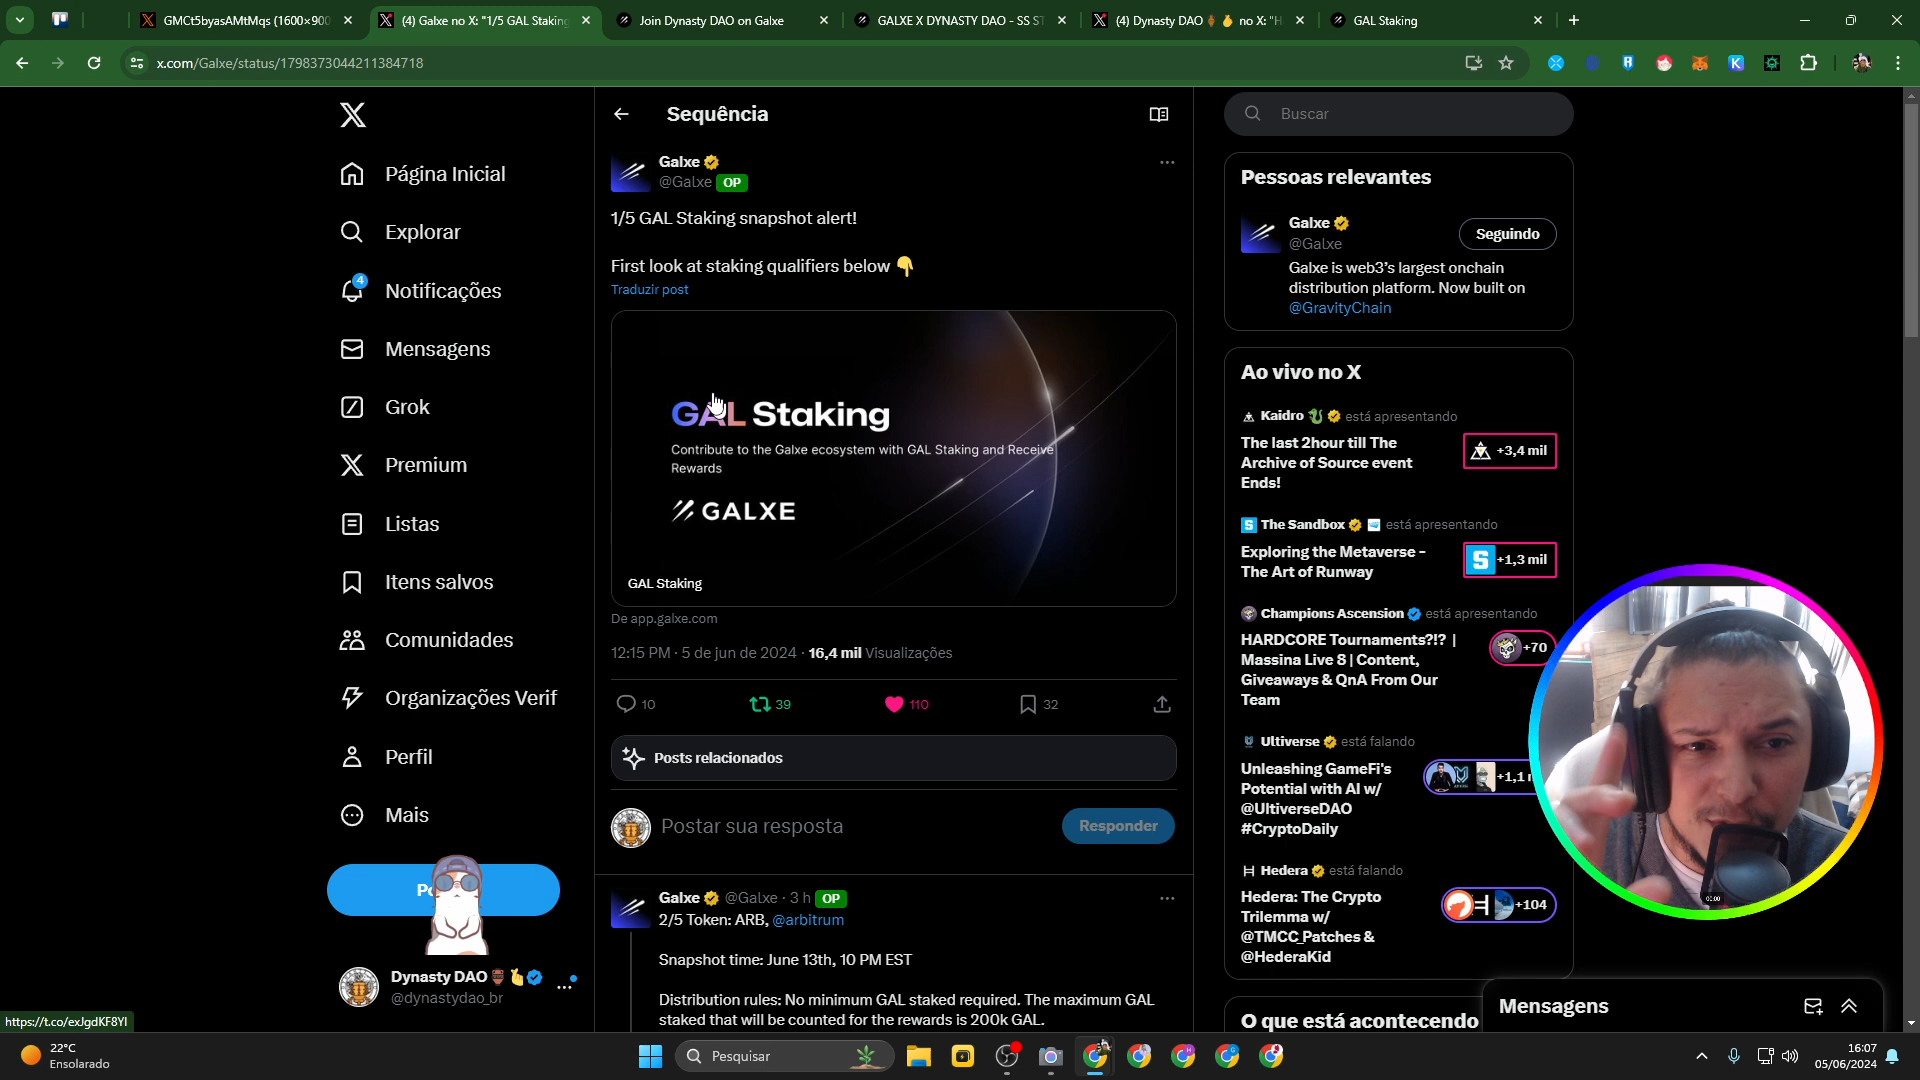 GMCt5byasAMtMqs (1600×900
(4) Galxe no X: "1/5 GAL Staking
Join Dynasty DAO on Galxe
GALXE X DYNASTY DAO - SS ST
(4) Dynasty DAO no X: "H
GAL Staking
x.com/Galxe/status/1798373044211384718
Página Inicial
Explorar
4
Notificações
Mensagens
Grok
Premium
Listas
Itens salvos
Comunidades
Organizações Verif
Perfil
Mais
Dynasty DAO
@dynastydao_br
https://t.co/exJgdKF8YI
Sequência
Galxe
@Galxe OP
1/5 GAL Staking snapshot alert!
First look at staking qualifiers below
Traduzir post
GAL Staking
Contribute to the Galxe ecosystem with GAL Staking and Receive
Rewards
GALXE
GAL Staking
De app.galxe.com
12:15 PM · 5 de jun de 2024 · 16,4 mil Visualizações
10
39
110
32
Posts relacionados
Postar sua resposta
Responder
Galxe @Galxe · 3 h OP
2/5 Token: ARB, @arbitrum
Snapshot time: June 13th, 10 PM EST
Distribution rules: No minimum GAL staked required. The maximum GAL
staked that will be counted for the rewards is 200k GAL.
Buscar
Pessoas relevantes
Galxe
@Galxe
Seguindo
Galxe is web3's largest onchain
distribution platform. Now built on
@GravityChain
Ao vivo no X
Kaidro está apresentando
The last 2hour till The
Archive of Source event
Ends!
+3,4 mil
The Sandbox está apresentando
Exploring the Metaverse -
The Art of Runway
+1,3 mil
Champions Ascension está apresentando
HARDCORE Tournaments?!? |
Massina Live 8 | Content,
Giveaways & QnA From Our
Team
+70
Ultiverse está falando
Unleashing GameFi's
Potential with AI w/
@UltiverseDAO
#CryptoDaily
+1,1
Hedera está falando
Hedera: The Crypto
Trilemma w/
@TMCC_Patches &
@HederaKid
+104
O que está acontecendo
Mensagens
00:00
22°C
Ensolarado
Pesquisar
16:07
05/06/2024